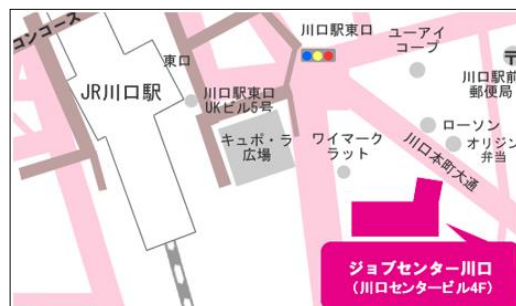 コンコース
川口駅東口
ユーアイ
コープ
東口
JR川口駅
川口駅前
郵便局
川口駅東口
UKビル5号
キュポ・ラ
広場
ワイマーク
ラット
ローソン
オリジン
弁当
川口本町大通
ジョブセンター川口
(川口センタービル4F)